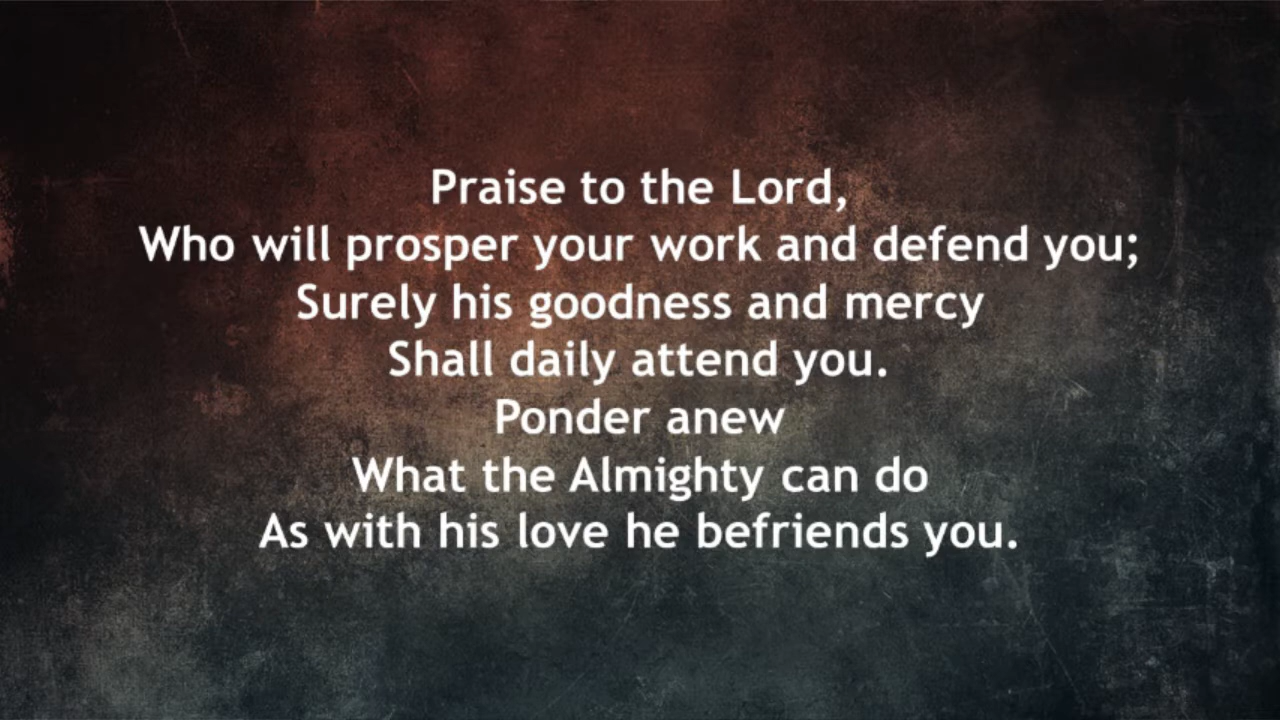 Praise to the Lord,
Who will prosper your work and defend you;
Surely his goodness and mercy
Shall daily attend you.
Ponder anew
What the Almighty can do
As with his love he befriends you.